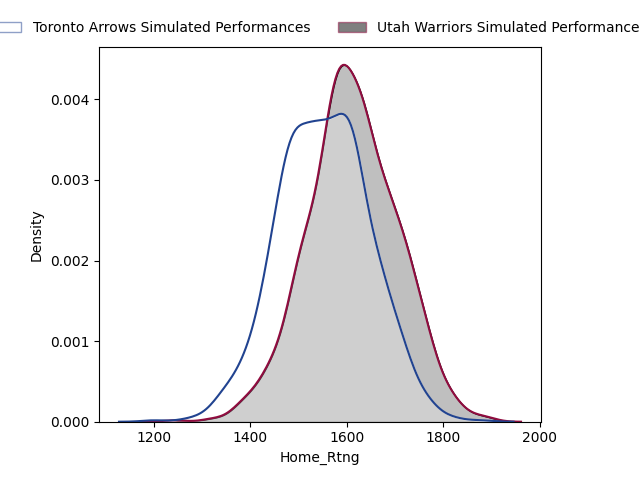 Toronto Arrows Simulated Performances Utah Warriors Simulated Performance
0.004
0.003
0.002
0.001
0.000
Density
1200 1400 1600 1800 2000
Home_Rtng